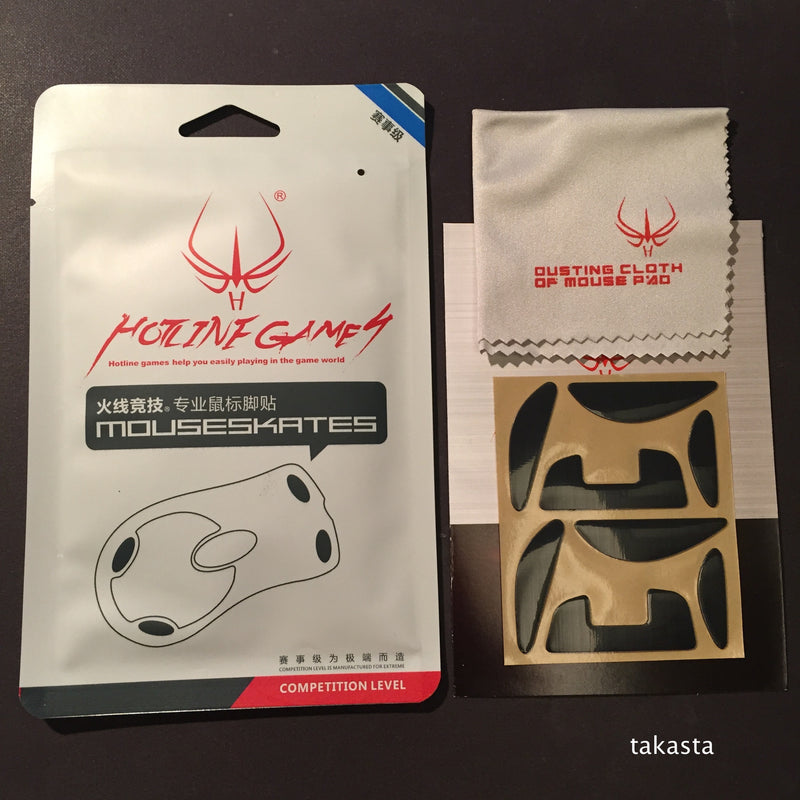 赛事级
®
H
HOTLINE GAMES
Hotline games help you easily playing in the game world
火线竞技® 专业鼠标脚贴
MOUSESKATES
赛事级为极端而造
COMPETITION LEVEL IS MANUFACTURED FOR EXTREME
COMPETITION LEVEL
H
DUSTING CLOTH
OF MOUSE PAD
takasta